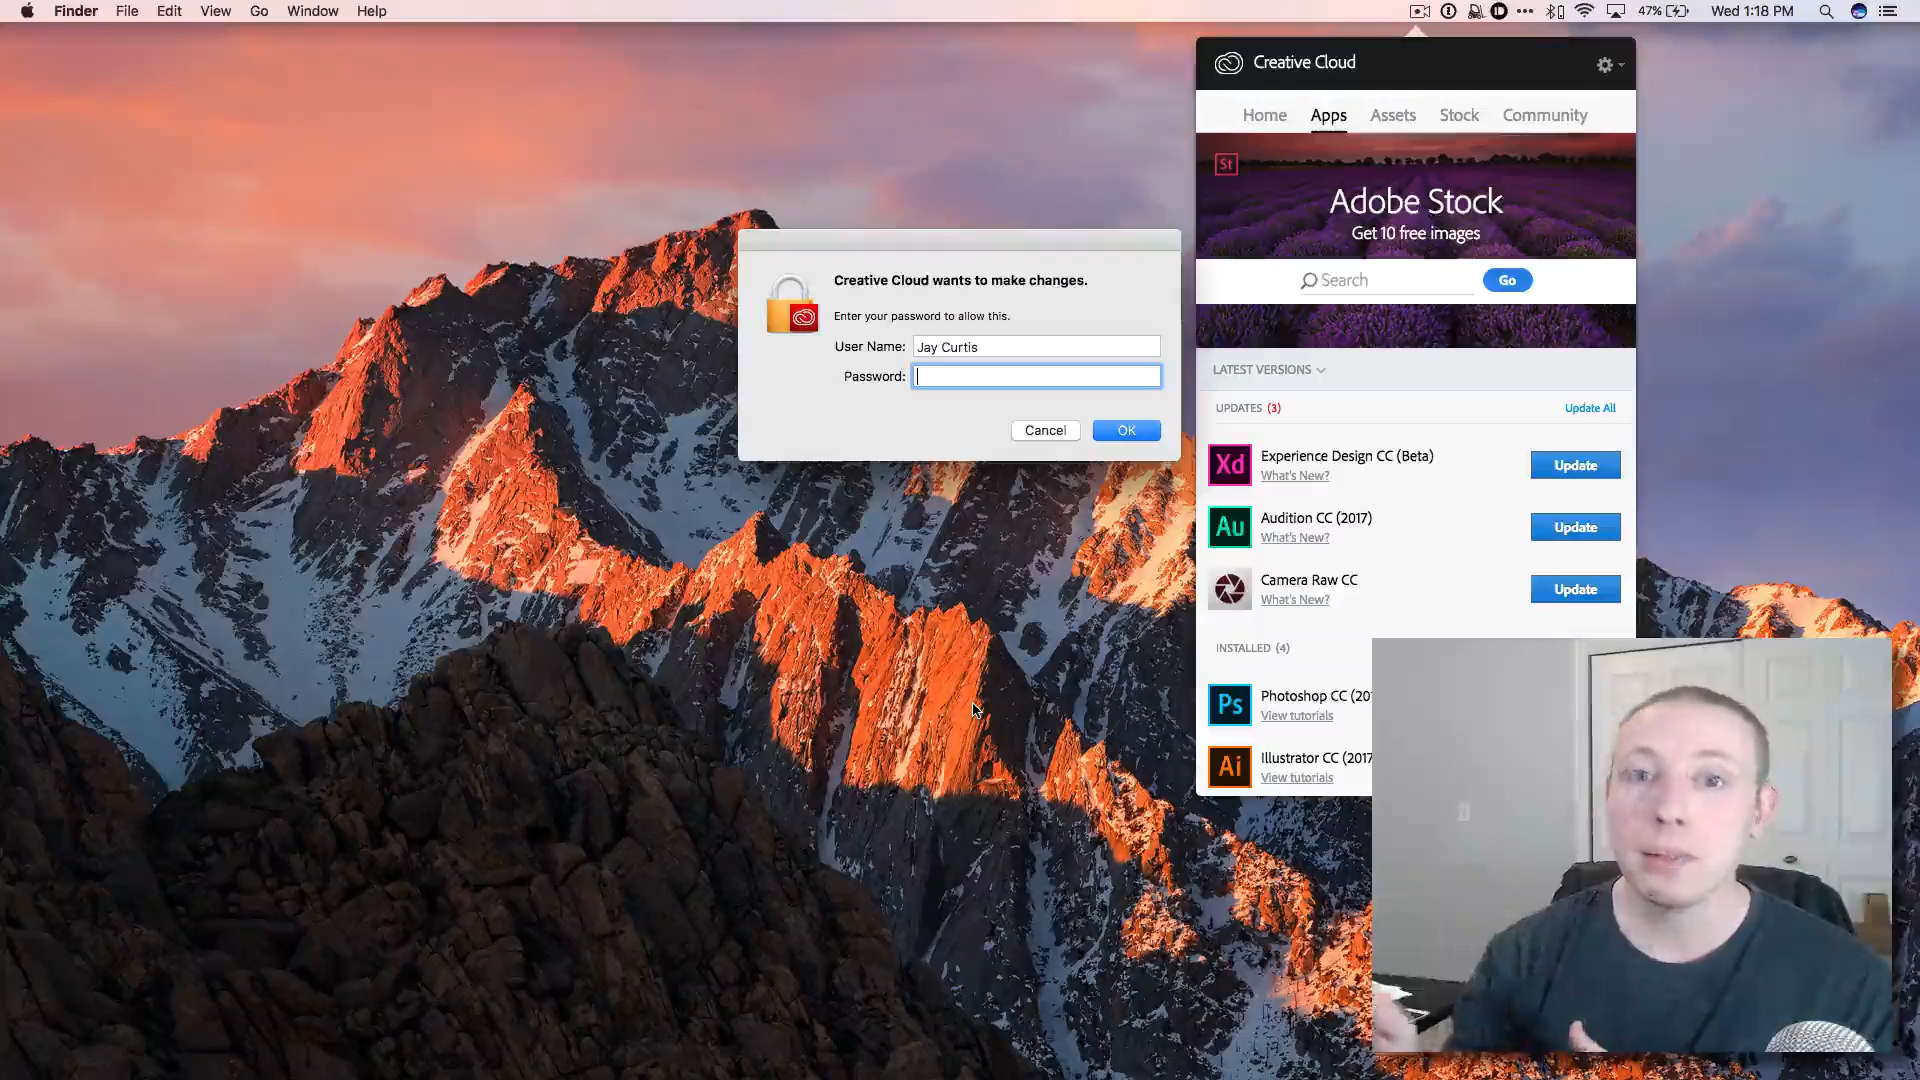 Finder File Edit View Go Window Help
47% Wed 1:18 PM
Creative Cloud
Home Apps Assets Stock Community
St
Adobe Stock
Get 10 free images
Search Go
LATEST VERSIONS
UPDATES (3) Update All
Xd Experience Design CC (Beta) Update
What's New?
Au Audition CC (2017) Update
What's New?
Camera Raw CC Update
What's New?
INSTALLED (4)
Ps Photoshop CC (20
View tutorials
Ai Illustrator CC (2017
View tutorials
Creative Cloud wants to make changes.
Enter your password to allow this.
User Name: Jay Curtis
Password:
Cancel OK